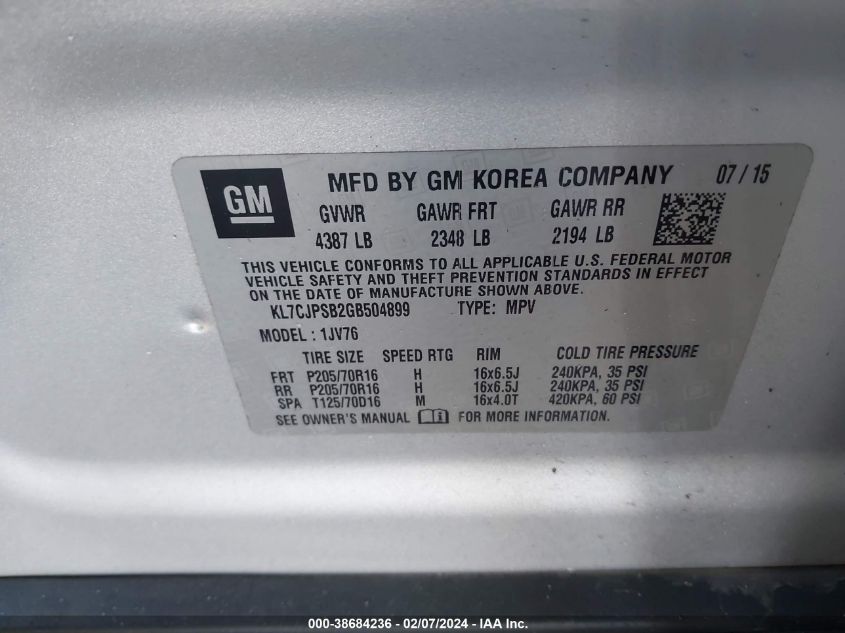 GM
MFD BY GM KOREA COMPANY 07 / 15
GVWR GAWR FRT GAWR RR
4387 LB 2348 LB 2194 LB
THIS VEHICLE CONFORMS TO ALL APPLICABLE U.S. FEDERAL MOTOR
VEHICLE SAFETY AND THEFT PREVENTION STANDARDS IN EFFECT
ON THE DATE OF MANUFACTURE SHOWN ABOVE.
KL7CJPSB2GB504899 TYPE: MPV
MODEL : 1JV76
TIRE SIZE SPEED RTG RIM COLD TIRE PRESSURE
FRT P205/70R16 H 16x6.5J 240KPA, 35 PSI
RR P205/70R16 H 16x6.5J 240KPA, 35 PSI
SPA T125/70D16 M 16x4.0T 420KPA, 60 PSI
SEE OWNER'S MANUAL FOR MORE INFORMATION.
000-38684236 - 02/07/2024 - IAA Inc.